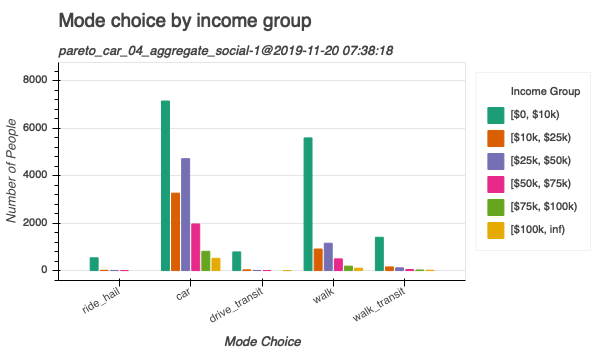 Mode choice by income group
pareto_car_04_aggregate_social-1@2019-11-20 07:38:18
8000
6000
4000
2000
0
Number of People
ride_hail
car
drive_transit
walk
walk_transit
Mode Choice
Income Group
[$0, $10k)
[$10k, $25k)
[$25k, $50k)
[$50k, $75k)
[$75k, $100k)
[$100k, inf)